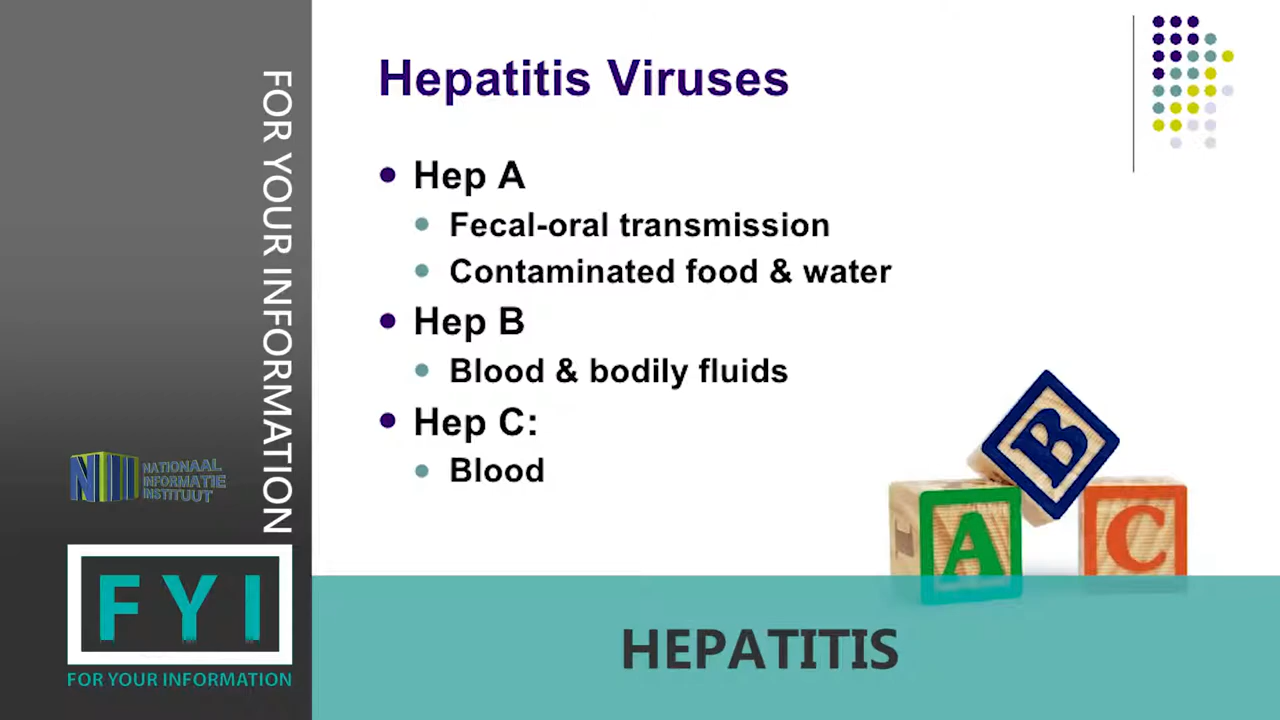 FOR YOUR INFORMATION
Hepatitis Viruses
Hep A
Fecal-oral transmission
Contaminated food & water
Hep B
Blood & bodily fluids
Hep C:
Blood
B
A
C
NII NATIONAAL
INFORMATIE
INSTITUUT
FYI
FOR YOUR INFORMATION
HEPATITIS